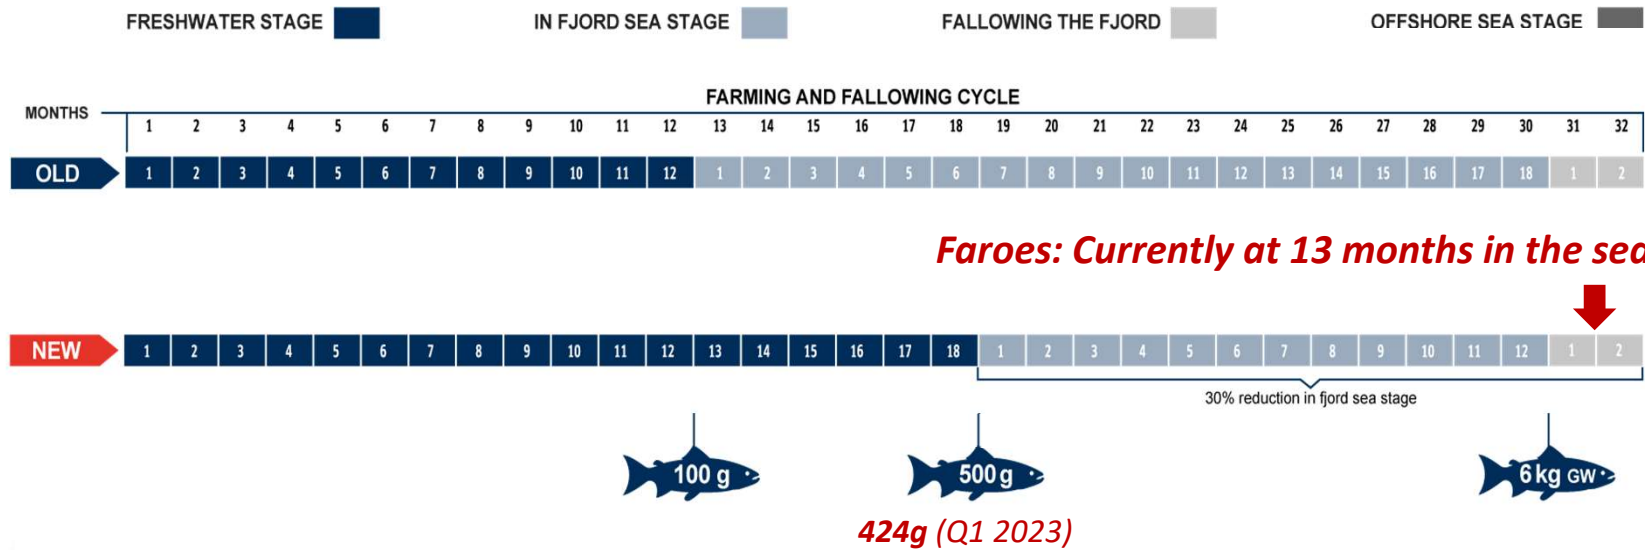 FRESHWATER STAGE IN FJORD SEA STAGE FALLOWING THE FJORD OFFSHORE SEA STAGE
FARMING AND FALLOWING CYCLE
MONTHS 1 2 3 4 5 6 7 8 9 10 11 12 13 14 15 16 17 18 19 20 21 22 23 24 25 26 27 28 29 30 31 32
OLD 1 2 3 4 5 6 7 8 9 10 11 12 1 2 3 4 5 6 7 8 9 10 11 12 13 14 15 16 17 18 1 2
Faroes: Currently at 13 months in the sea
NEW 1 2 3 4 5 6 7 8 9 10 11 12 13 14 15 16 17 18 1 2 3 4 5 6 7 8 9 10 11 12 1 2
30% reduction in fjord sea stage
100 g 500 g 6 kg GW
424g (Q1 2023)